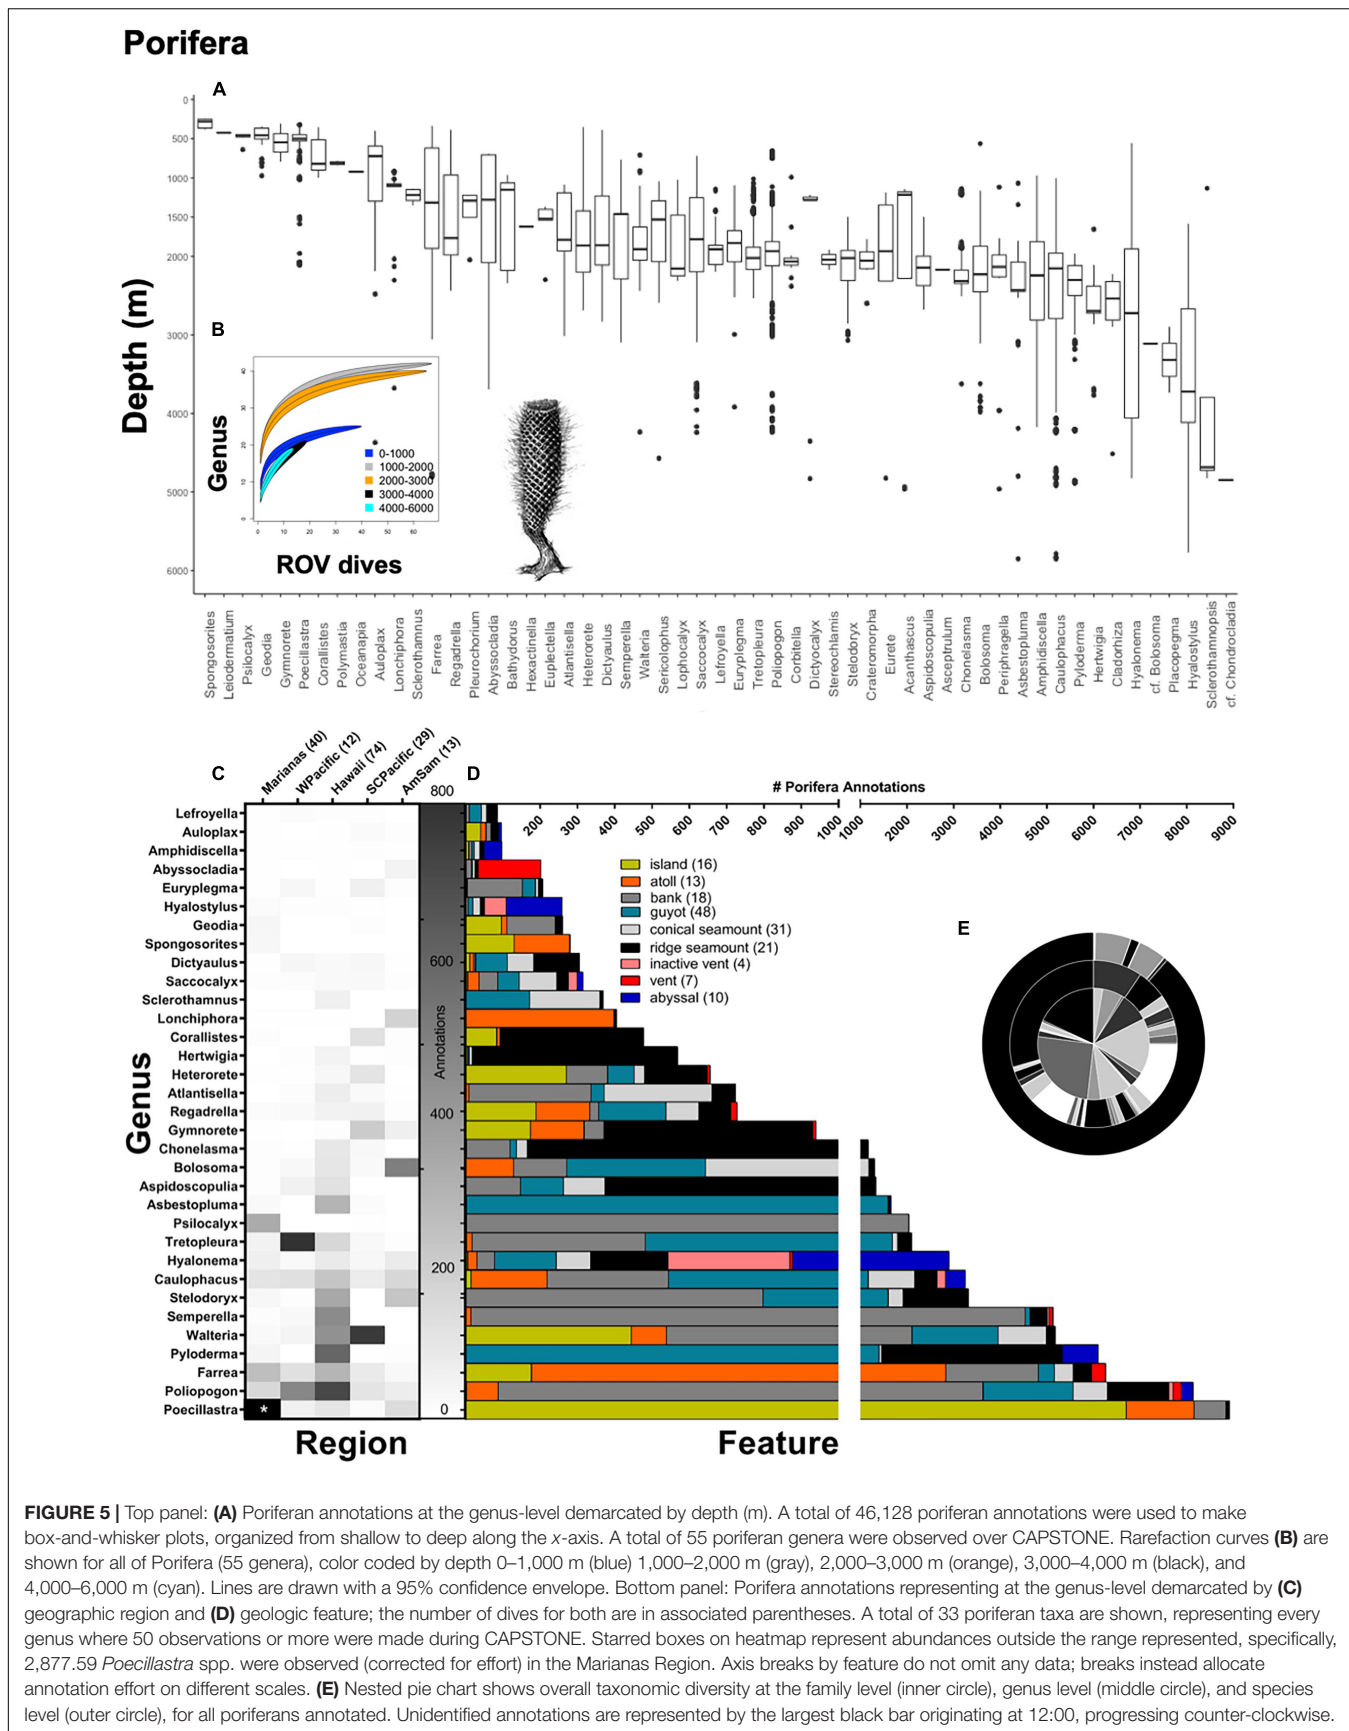 Porifera
A
0
500
1000
1500
2000
3000
4000
5000
6000
Depth (m)
B
40
30
20
10
0
Genus
0-1000
1000-2000
2000-3000
3000-4000
4000-6000
0 10 20 30 40 50 60
ROV dives
Spongosorites
Leiodermatium
Psilocalyx
Geodia
Gymnorete
Poecillastra
Corallistes
Polymastia
Oceanapia
Auloplax
Lonchiphora
Sclerothamnus
Farrea
Regadrella
Pleurochorium
Abyssocladia
Bathydorus
Hexactinella
Euplectella
Atlantisella
Heterorete
Dictyaulus
Semperella
Walteria
Sericolophus
Lophocalyx
Saccocalyx
Lefroyella
Euryplegma
Tretopleura
Poliopogon
Corbitella
Dictyocalyx
Stereochlamis
Stelodoryx
Crateromorpha
Eurete
Acanthascus
Aspidoscopulia
Asceptrulum
Chonelasma
Bolosoma
Periphragella
Asbestopluma
Amphidiscella
Caulophacus
Pyloderma
Hertwigia
Cladorhiza
Hyalonema
cf. Bolosoma
Placopegma
Hyalostylus
Sclerothamnopsis
cf. Chondrocladia
C
Marianas (40)
WPacific (12)
Hawaii (74)
SCPacific (29)
AmSam (13)
800
600
400
200
0
Annotations
D
# Porifera Annotations
200 300 400 500 600 700 800 900 1000 1000 2000 3000 4000 5000 6000 7000 8000 9000
Genus
Lefroyella
Auloplax
Amphidiscella
Abyssocladia
Euryplegma
Hyalostylus
Geodia
Spongosorites
Dictyaulus
Saccocalyx
Sclerothamnus
Lonchiphora
Corallistes
Hertwigia
Heterorete
Atlantisella
Regadrella
Gymnorete
Chonelasma
Bolosoma
Aspidoscopulia
Asbestopluma
Psilocalyx
Tretopleura
Hyalonema
Caulophacus
Stelodoryx
Semperella
Walteria
Pyloderma
Farrea
Poliopogon
Poecillastra
*
island (16)
atoll (13)
bank (18)
guyot (48)
conical seamount (31)
ridge seamount (21)
inactive vent (4)
vent (7)
abyssal (10)
E
Region
Feature
FIGURE 5 | Top panel: (A) Poriferan annotations at the genus-level demarcated by depth (m). A total of 46,128 poriferan annotations were used to make
box-and-whisker plots, organized from shallow to deep along the x-axis. A total of 55 poriferan genera were observed over CAPSTONE. Rarefaction curves (B) are
shown for all of Porifera (55 genera), color coded by depth 0–1,000 m (blue) 1,000–2,000 m (gray), 2,000–3,000 m (orange), 3,000–4,000 m (black), and
4,000–6,000 m (cyan). Lines are drawn with a 95% confidence envelope. Bottom panel: Porifera annotations representing at the genus-level demarcated by (C)
geographic region and (D) geologic feature; the number of dives for both are in associated parentheses. A total of 33 poriferan taxa are shown, representing every
genus where 50 observations or more were made during CAPSTONE. Starred boxes on heatmap represent abundances outside the range represented, specifically,
2,877.59 Poecillastra spp. were observed (corrected for effort) in the Marianas Region. Axis breaks by feature do not omit any data; breaks instead allocate
annotation effort on different scales. (E) Nested pie chart shows overall taxonomic diversity at the family level (inner circle), genus level (middle circle), and species
level (outer circle), for all poriferans annotated. Unidentified annotations are represented by the largest black bar originating at 12:00, progressing counter-clockwise.